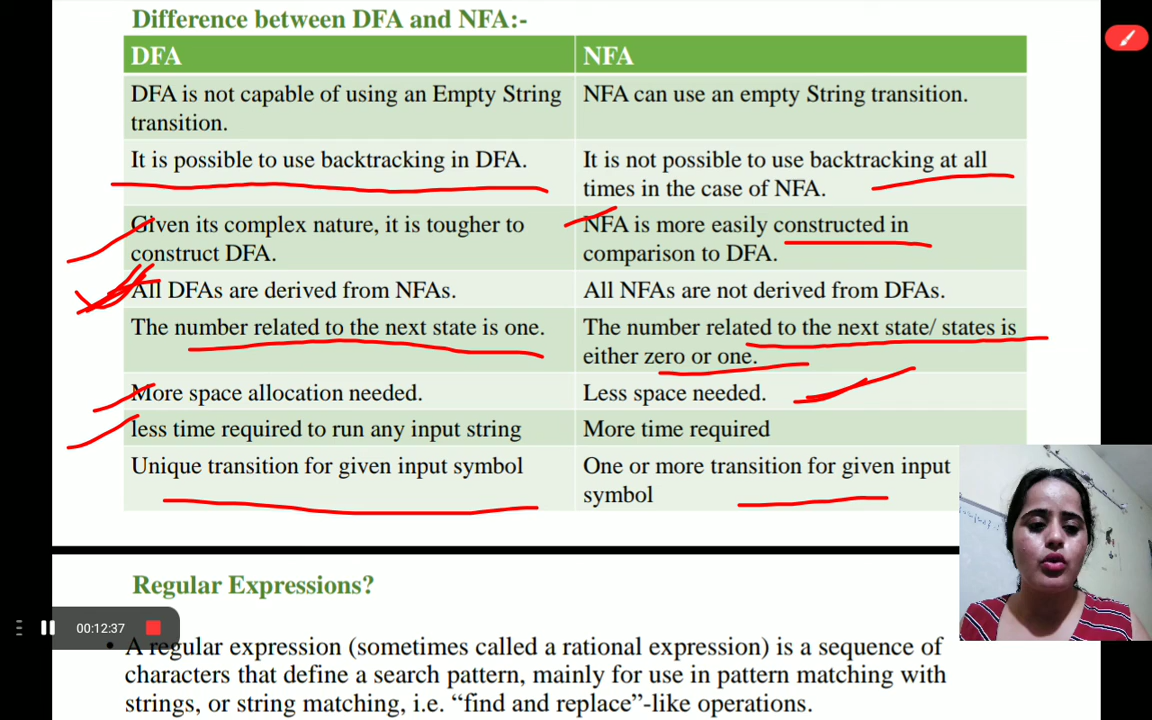 Difference between DFA and NFA:-
DFA
NFA
DFA is not capable of using an Empty String
transition.
NFA can use an empty String transition.
It is possible to use backtracking in DFA.
It is not possible to use backtracking at all
times in the case of NFA.
Given its complex nature, it is tougher to
construct DFA.
NFA is more easily constructed in
comparison to DFA.
All DFAs are derived from NFAs.
All NFAs are not derived from DFAs.
The number related to the next state is one.
The number related to the next state/ states is
either zero or one.
More space allocation needed.
Less space needed.
less time required to run any input string
More time required
Unique transition for given input symbol
One or more transition for given input
symbol
Regular Expressions?
00:12:37
• A regular expression (sometimes called a rational expression) is a sequence of
characters that define a search pattern, mainly for use in pattern matching with
strings, or string matching, i.e. “find and replace”-like operations.